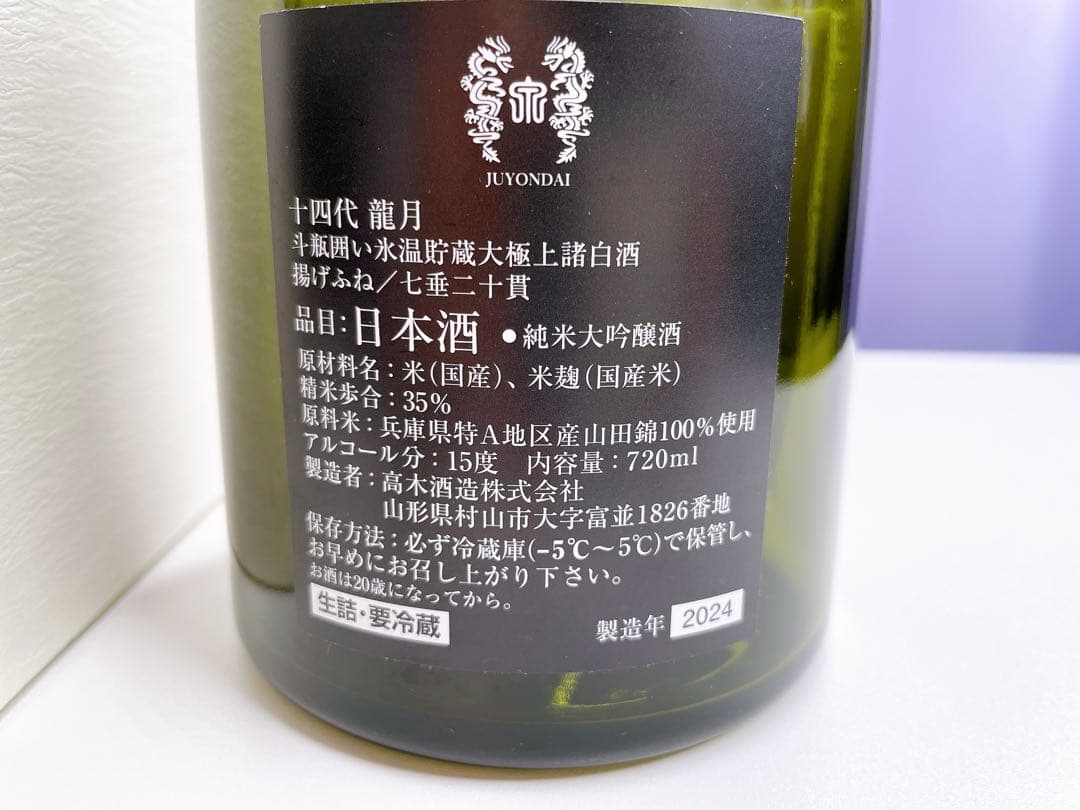 JUYONDAI
十四代 龍月
斗瓶囲い氷温貯蔵大極上諸白酒
揚げふね/七垂二十貫
品目:日本酒 ●純米大吟醸酒
原材料名:米(国産)、米麹(国産米)
精米歩合:35%
原料米:兵庫県特A地区産山田錦100%使用
アルコール分:15度 内容量:720ml
製造者:高木酒造株式会社
山形県村山市大字富並1826番地
保存方法:必ず冷蔵庫(-5℃~5℃)で保管し、
お早めにお召し上がり下さい。
お酒は20歳になってから。
生詰・要冷蔵
製造年 2024